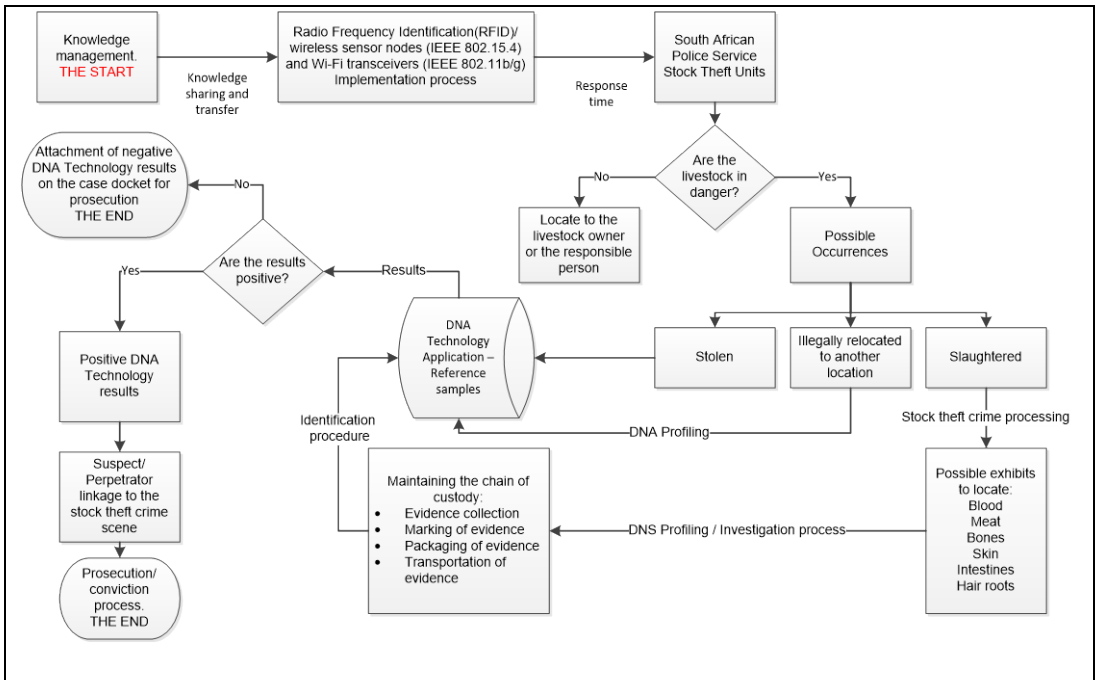 Knowledge
management.
THE START
Knowledge
sharing and
transfer
Radio Frequency Identification(RFID)/
wireless sensor nodes (IEEE 802.15.4)
and Wi-Fi transceivers (IEEE 802.11b/g)
Implementation process
Response
time
South African
Police Service
Stock Theft Units
Are the
livestock in
danger?
No
Yes
Locate to the
livestock owner
or the responsible
person
Possible
Occurrences
Stolen
Illegally relocated
to another
location
Slaughtered
Stock theft crime processing
DNA Profiling
Possible exhibits
to locate:
Blood
Meat
Bones
Skin
Intestines
Hair roots
DNS Profiling / Investigation process
Maintaining the chain of
custody:
• Evidence collection
• Marking of evidence
• Packaging of evidence
• Transportation of
evidence
Identification
procedure
DNA
Technology
Application –
Reference
samples
Results
Are the results
positive?
No
Attachment of negative
DNA Technology results
on the case docket for
prosecution
THE END
Yes
Positive DNA
Technology
results
Suspect/
Perpetrator
linkage to the
stock theft crime
scene
Prosecution/
conviction
process.
THE END